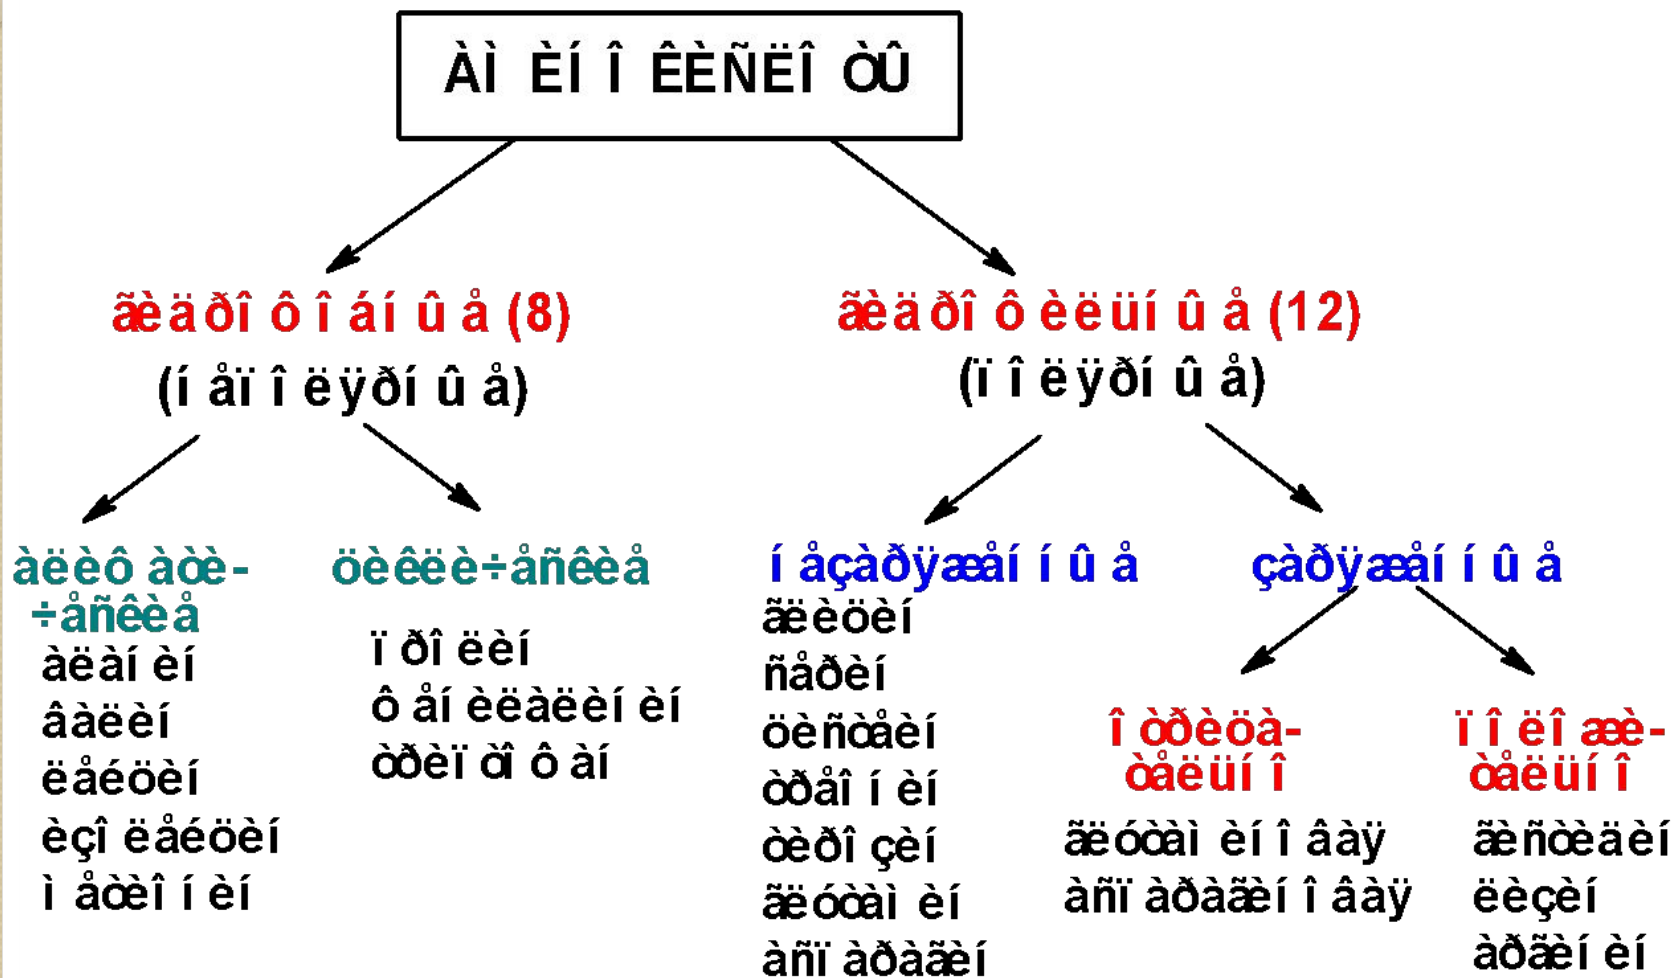 ÀÌ ÈÍ Î ÊÈÑËÎ ÒÛ
ãèäðî ô î áí û å (8)
(í åï î ëÿðí û å)
ãèäðî ô èëüí û å (12)
(ï î ëÿðí û å)
àëèô àòè-
÷åñêèå
àëàí èí
âàëèí
ëåéöèí
èçî ëåéöèí
ì åòèî í èí
öèêëè÷åñêèå
ï ðî ëèí
ô åí èëàëèí èí
òðèï òî ô àí
í åçàðÿæåí í û å
ãëèöèí
ñåðèí
öèñòåèí
òðåî í èí
òèðî çèí
ãëóòàì èí
àñï àðàãèí
çàðÿæåí í û å
î òðèöà-
òåëüí î
ãëóòàì èí î âàÿ
àñï àðàãèí î âàÿ
ï î ëî æè-
òåëüí î
ãèñòèäèí
ëèçèí
àðãèí èí